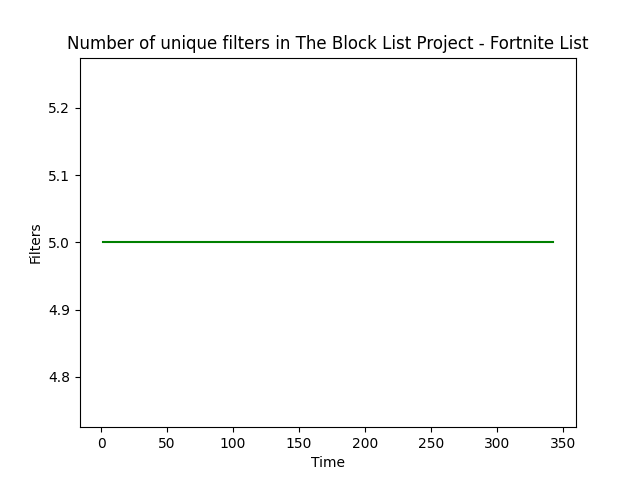 Number of unique filters in The Block List Project - Fortnite List
5.2
5.1
5.0
4.9
4.8
Filters
0 50 100 150 200 250 300 350
Time